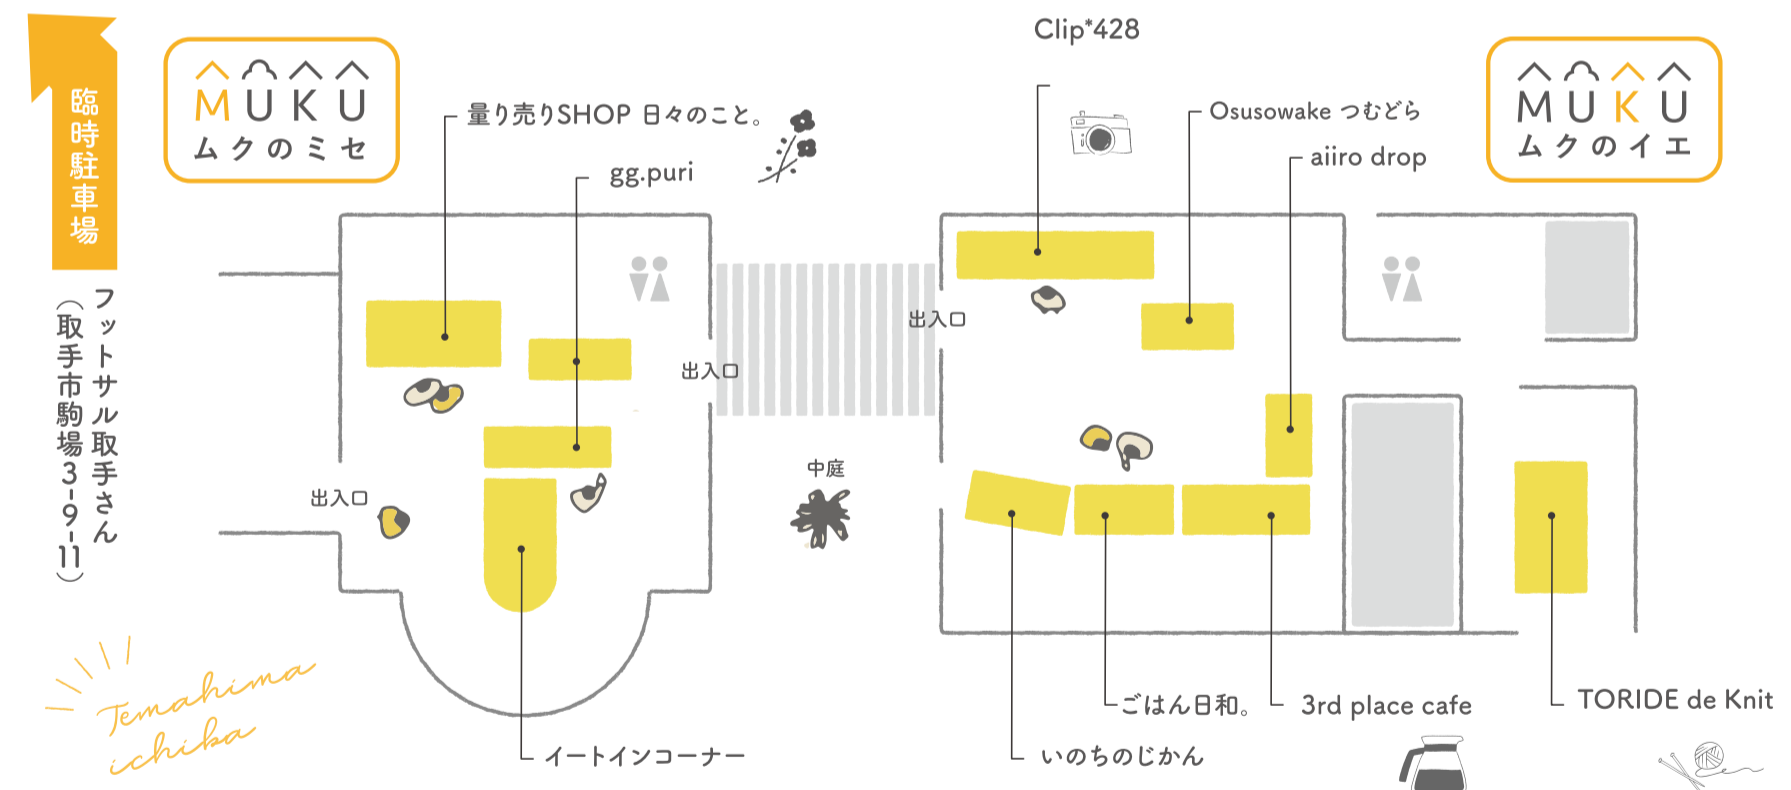 臨時駐車場
フットサル取手さん
（取手市駒場3-9-11）
MUKU
ムクのミセ
量り売りSHOP 日々のこと。
gg.puri
出入口
出入口
イートインコーナー
中庭
Temahima
ichiba
Clip*428
Osusowake つむどら
aiiro drop
MUKU
ムクのイエ
出入口
ごはん日和。
3rd place cafe
いのちのじかん
TORIDE de Knit